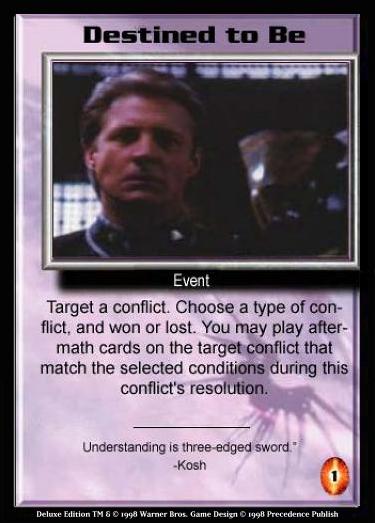 Destined to Be
Event
Target a conflict. Choose a type of con-
flict, and won or lost. You may play after-
math cards on the target conflict that
match the selected conditions during this
conflict's resolution.
Understanding is three-edged sword."
-Kosh
1
Deluxe Edition TM & © 1998 Warner Bros. Game Design © 1998 Precedence Publish